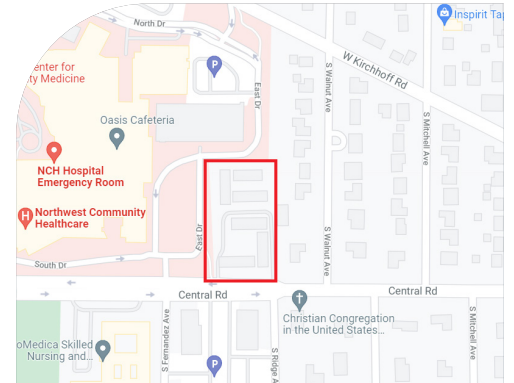 North Dr
Inspirit Tap
W Kirchhoff Rd
enter for
ty Medicine
P
East Dr
S Walnut Ave
S Mitchell Ave
Oasis Cafeteria
NCH Hospital
Emergency Room
H
Northwest Community
Healthcare
East Dr
S Walnut Ave
South Dr
Central Rd
Central Rd
Christian Congregation
in the United States...
S Fernandez Ave
S Mitchell Ave
oMedica Skilled
Nursing and...
P
S Ridge A